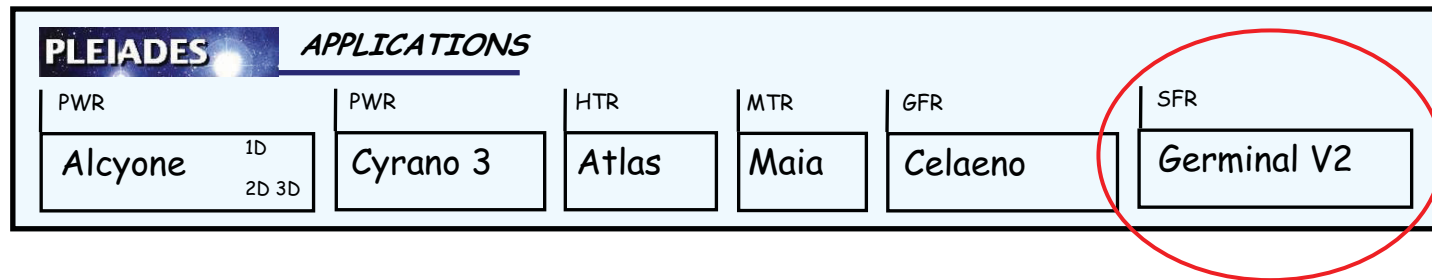 PLEIADES APPLICATIONS
PWR PWR HTR MTR GFR SFR
Alcyone 1D 2D 3D Cyrano 3 Atlas Maia Celaeno Germinal V2